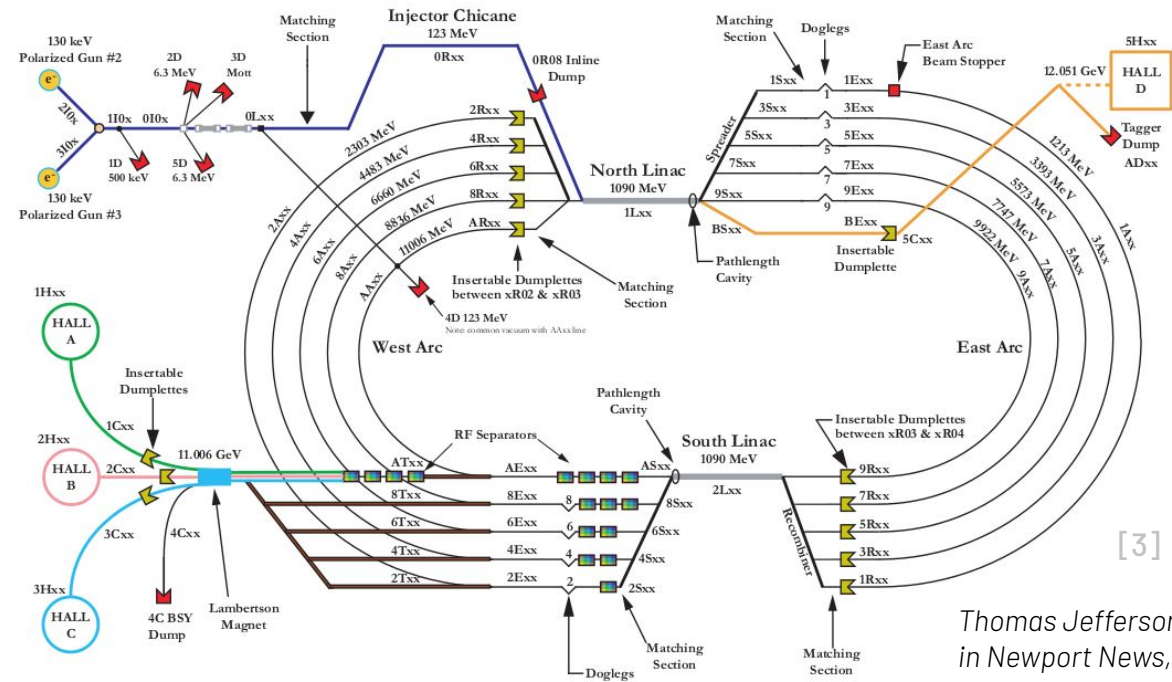 Injector Chicane
123 MeV
0Rxx
Matching
Section
130 keV
Polarized Gun #2
e⁻
2I0x
3I0x
e⁻
130 keV
Polarized Gun #3
1I0x
0I0x
1D
500 keV
2D
6.3 MeV
3D
Mott
5D
6.3 MeV
0Lxx
0R08 Inline
Dump
2Rxx
4Rxx
6Rxx
8Rxx
ARxx
2303 MeV
4483 MeV
6660 MeV
8836 MeV
11006 MeV
2Axx
4Axx
6Axx
8Axx
AAxx
Insertable Dumplettes
between xR02 & xR03
Matching
Section
4D 123 MeV
Note: common vacuum with AAxx line
West Arc
North Linac
1090 MeV
1Lxx
Pathlength
Cavity
Spreader
Matching
Section
Doglegs
1Sxx
3Sxx
5Sxx
7Sxx
9Sxx
BSxx
1
3
5
7
9
1Exx
3Exx
5Exx
7Exx
9Exx
BExx
East Arc
Beam Stopper
Insertable
Dumplette
5Cxx
12.051 GeV
5Hxx
HALL
D
Tagger
Dump
ADxx
1213 MeV
3393 MeV
5573 MeV
7747 MeV
9922 MeV
1Axx
3Axx
5Axx
7Axx
9Axx
East Arc
1Hxx
HALL
A
Insertable
Dumplettes
1Cxx
2Hxx
HALL
B
2Cxx
11.006 GeV
3Cxx
4Cxx
3Hxx
HALL
C
4C BSY
Dump
Lambertson
Magnet
RF Separators
ATxx
8Txx
6Txx
4Txx
2Txx
AExx
8Exx
6Exx
4Exx
2Exx
8
6
4
2
ASxx
8Sxx
6Sxx
4Sxx
2Sxx
Doglegs
Matching
Section
Pathlength
Cavity
South Linac
1090 MeV
2Lxx
Recombiner
Insertable Dumplettes
between xR03 & xR04
9Rxx
7Rxx
5Rxx
3Rxx
1Rxx
Matching
Section
[3]
Thomas Jefferson
in Newport News,